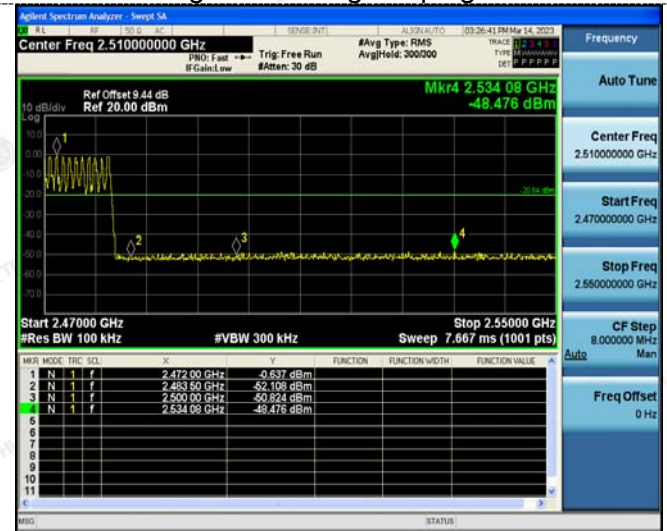 Agilent Spectrum Analyzer - Swept SA
RL RF 50 Ω AC SENSE:INT ALIGNAUTO 03:26:41 PM Mar 14, 2023
Center Freq 2.510000000 GHz
PNO: Fast
IFGain:Low
Trig: Free Run
#Atten: 30 dB
#Avg Type: RMS
Avg|Hold: 300/300
TRACE 1 2 3 4 5 6
TYPE
DET P P P P P P
Mkr4 2.534 08 GHz
-48.476 dBm
Ref Offset 9.44 dB
10 dB/div Ref 20.00 dBm
Log
10.0
0.00
-10.0
-20.0
-30.0
-40.0
-50.0
-60.0
-70.0
1
2
3
4
-20.64 dBm
Start 2.47000 GHz Stop 2.55000 GHz
#Res BW 100 kHz #VBW 300 kHz Sweep 7.667 ms (1001 pts)
MKR MODE TRC SCL X Y FUNCTION FUNCTION WIDTH FUNCTION VALUE
1 N 1 f 2.472 00 GHz -0.637 dBm
2 N 1 f 2.483 50 GHz -52.108 dBm
3 N 1 f 2.500 00 GHz -50.824 dBm
4 N 1 f 2.534 08 GHz -48.476 dBm
5
6
7
8
9
10
11
MSG STATUS
Frequency
Auto Tune
Center Freq
2.510000000 GHz
Start Freq
2.470000000 GHz
Stop Freq
2.550000000 GHz
CF Step
8.000000 MHz
Auto Man
Freq Offset
0 Hz